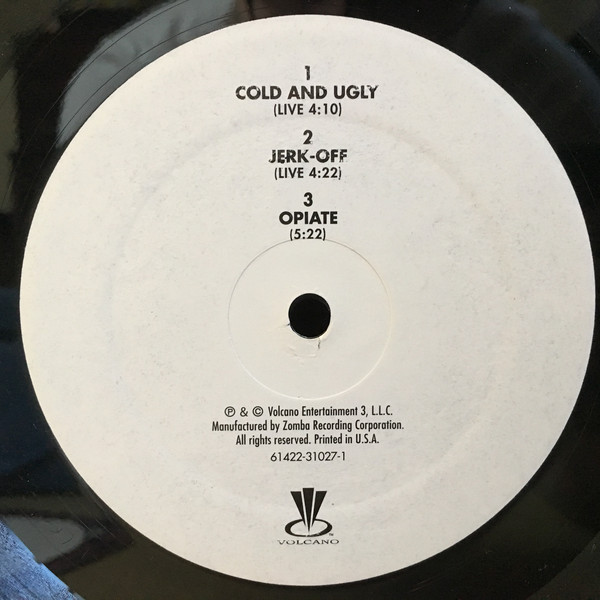 1
COLD AND UGLY
(LIVE 4:10)
2
JERK-OFF
(LIVE 4:22)
3
OPIATE
(5:22)
℗ & © Volcano Entertainment 3, L.L.C.
Manufactured by Zomba Recording Corporation.
All rights reserved. Printed in U.S.A.
61422-31027-1
VOLCANO